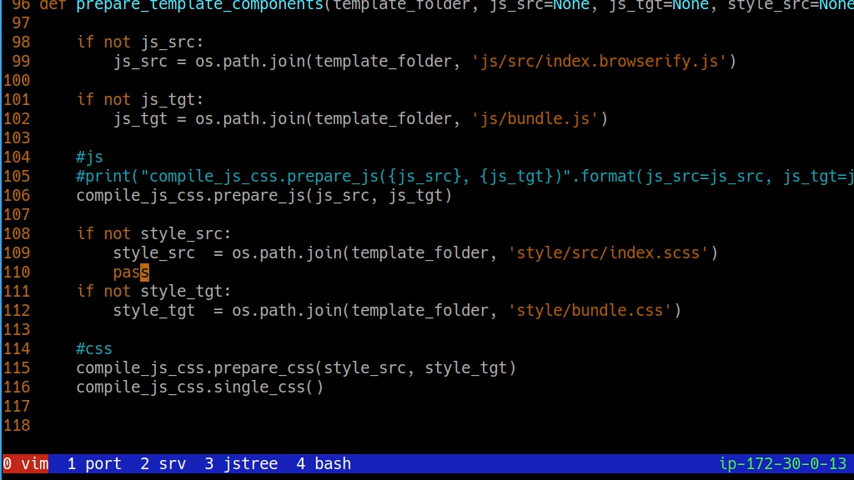 96 def prepare_template_components(template_folder, js_src=None, js_tgt=None, style_src=None
97
98     if not js_src:
99         js_src = os.path.join(template_folder, 'js/src/index.browserify.js')
100
101     if not js_tgt:
102         js_tgt = os.path.join(template_folder, 'js/bundle.js')
103
104     #js
105     #print("compile_js_css.prepare_js({js_src}, {js_tgt})".format(js_src=js_src, js_tgt=j
106     compile_js_css.prepare_js(js_src, js_tgt)
107
108     if not style_src:
109         style_src  = os.path.join(template_folder, 'style/src/index.scss')
110         pass
111     if not style_tgt:
112         style_tgt  = os.path.join(template_folder, 'style/bundle.css')
113
114     #css
115     compile_js_css.prepare_css(style_src, style_tgt)
116     compile_js_css.single_css()
117
118
0 vim  1 port  2 srv  3 jstree  4 bash  ip-172-30-0-13